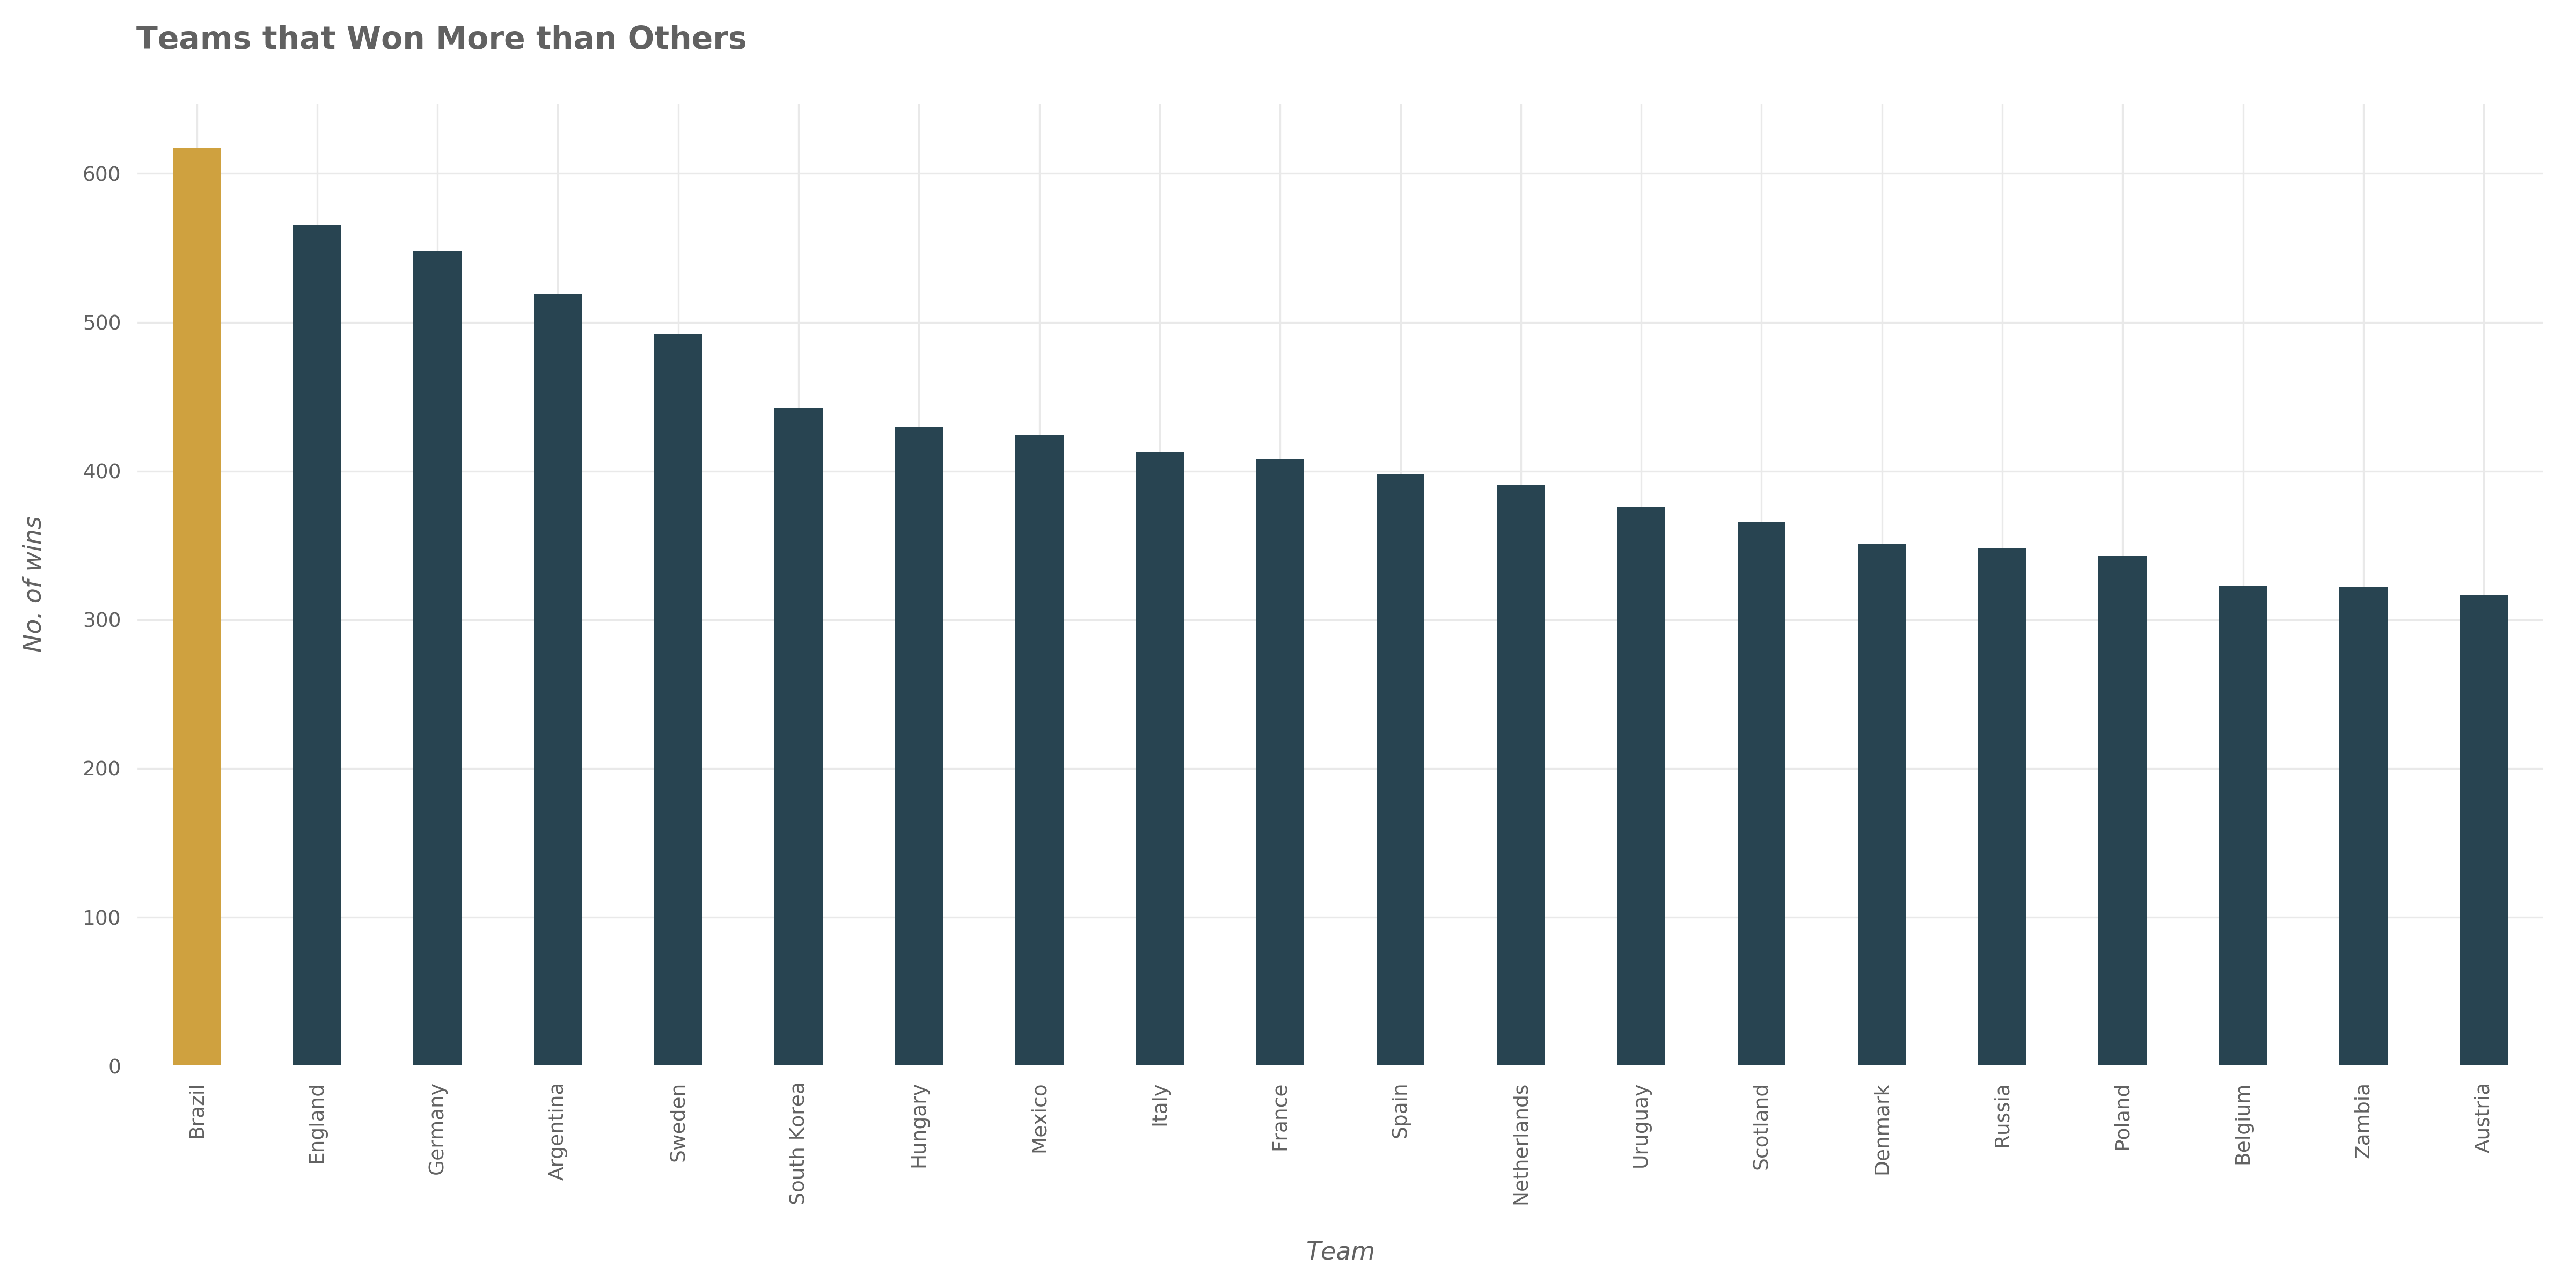 Teams that Won More than Others
No. of wins
600
500
400
300
200
100
0
Brazil
England
Germany
Argentina
Sweden
South Korea
Hungary
Mexico
Italy
France
Spain
Netherlands
Uruguay
Scotland
Denmark
Russia
Poland
Belgium
Zambia
Austria
Team